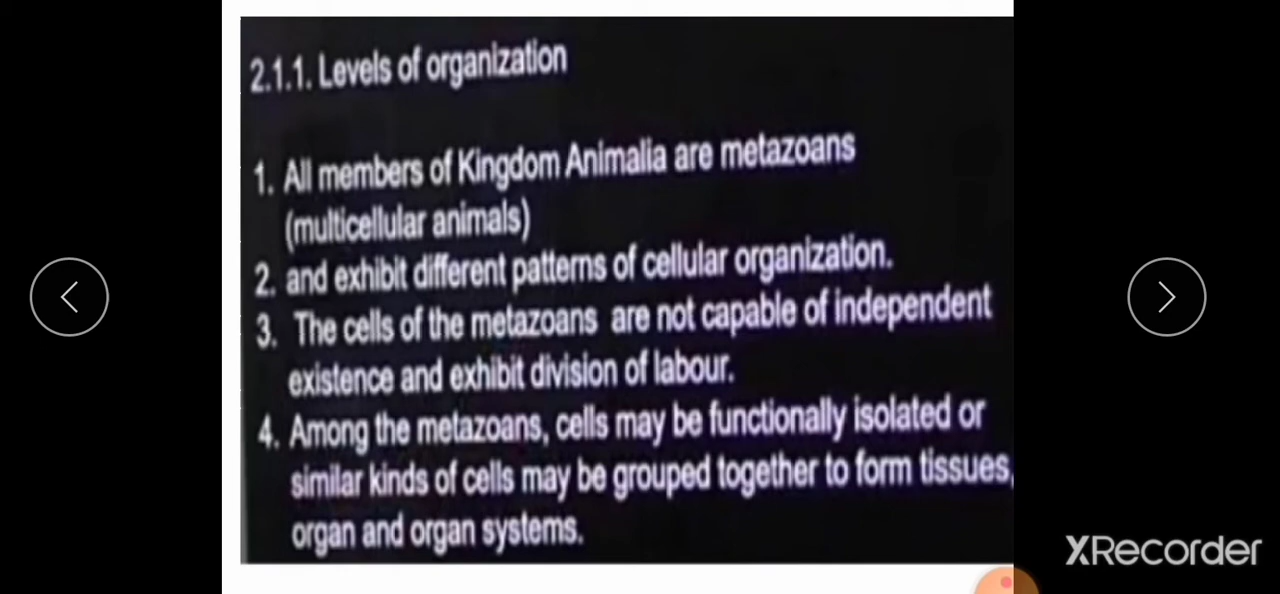 2.1.1. Levels of organization
1. All members of Kingdom Animalia are metazoans
(multicellular animals)
2. and exhibit different patterns of cellular organization.
3. The cells of the metazoans are not capable of independent
existence and exhibit division of labour.
4. Among the metazoans, cells may be functionally isolated or
similar kinds of cells may be grouped together to form tissues,
organ and organ systems.
XRecorder